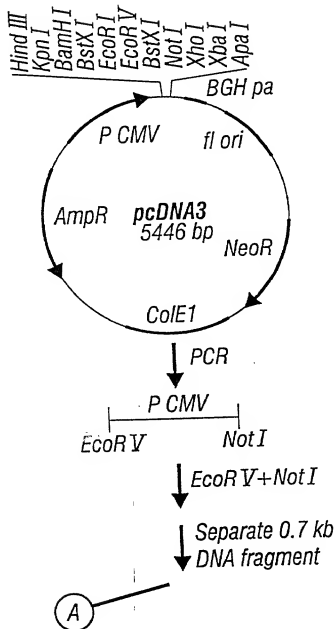 Hind III
Kpn I
BamH I
BstX I
EcoR I
EcoR V
BstX I
Not I
Xho I
Xba I
Apa I
BGH pa
P CMV
fl ori
AmpR
pcDNA3
5446 bp
NeoR
ColE1
PCR
P CMV
EcoR V
Not I
EcoR V+Not I
Separate 0.7 kb
DNA fragment
A